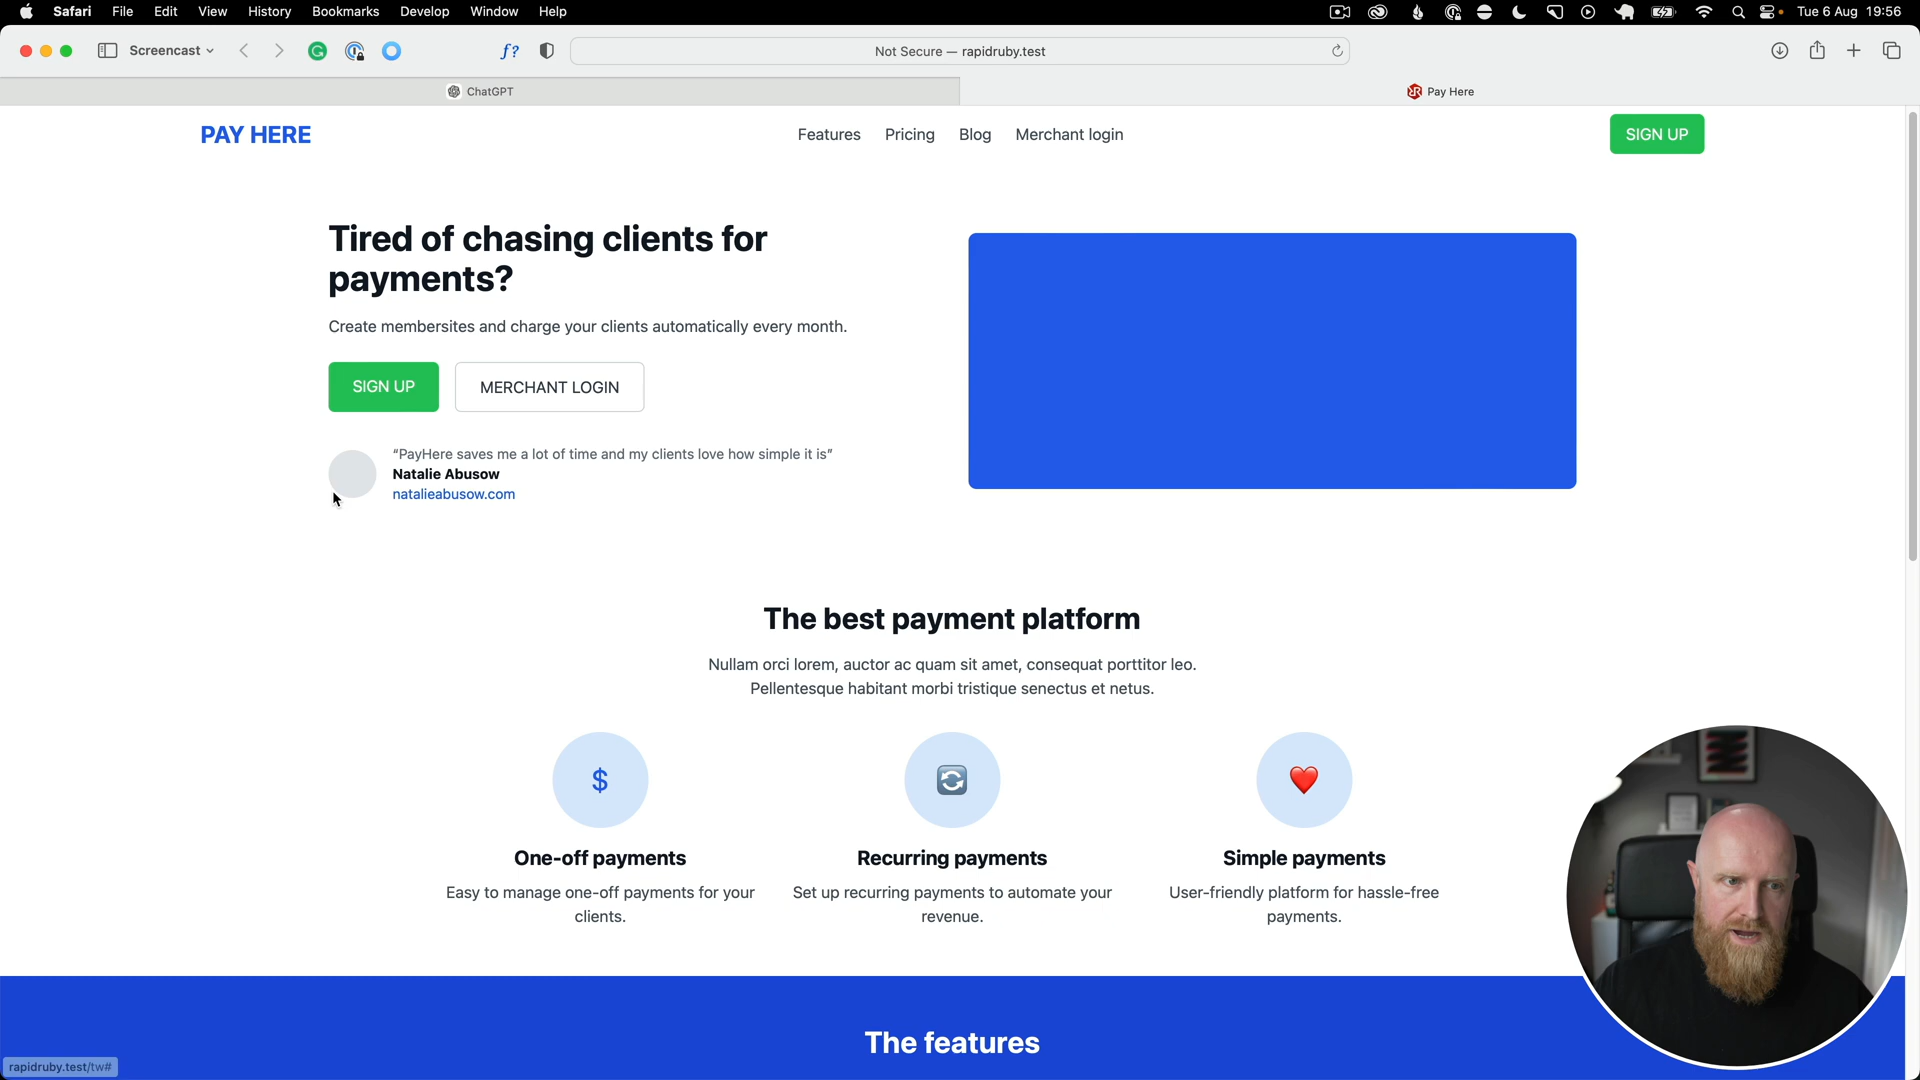 Safari File Edit View History Bookmarks Develop Window Help Tue 6 Aug 19:56
Screencast
f?
Not Secure — rapidruby.test
ChatGPT
Pay Here
PAY HERE
Features Pricing Blog Merchant login
SIGN UP
Tired of chasing clients for
payments?
Create membersites and charge your clients automatically every month.
SIGN UP
MERCHANT LOGIN
“PayHere saves me a lot of time and my clients love how simple it is”
Natalie Abusow
natalieabusow.com
The best payment platform
Nullam orci lorem, auctor ac quam sit amet, consequat porttitor leo.
Pellentesque habitant morbi tristique senectus et netus.
$
One-off payments
Easy to manage one-off payments for your
clients.
Recurring payments
Set up recurring payments to automate your
revenue.
Simple payments
User-friendly platform for hassle-free
payments.
The features
rapidruby.test/tw#